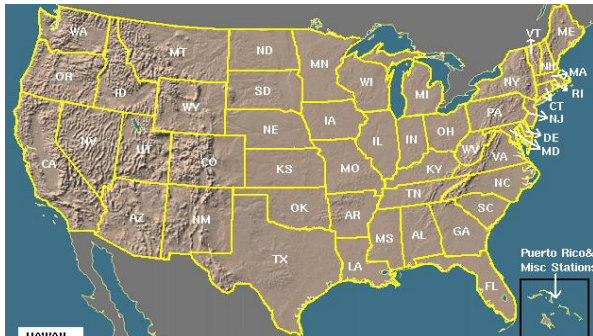 WA
MT
ND
MN
VT
ME
NH
OR
ID
SD
WI
MI
NY
MA
RI
WY
CT
NJ
PA
IA
NE
NV
UT
CO
IL
IN
OH
DE
MD
WV
VA
CA
KS
MO
KY
NC
TN
AZ
NM
OK
AR
SC
MS
AL
GA
TX
LA
FL
Puerto Rico&
Misc Stations
HAWAII